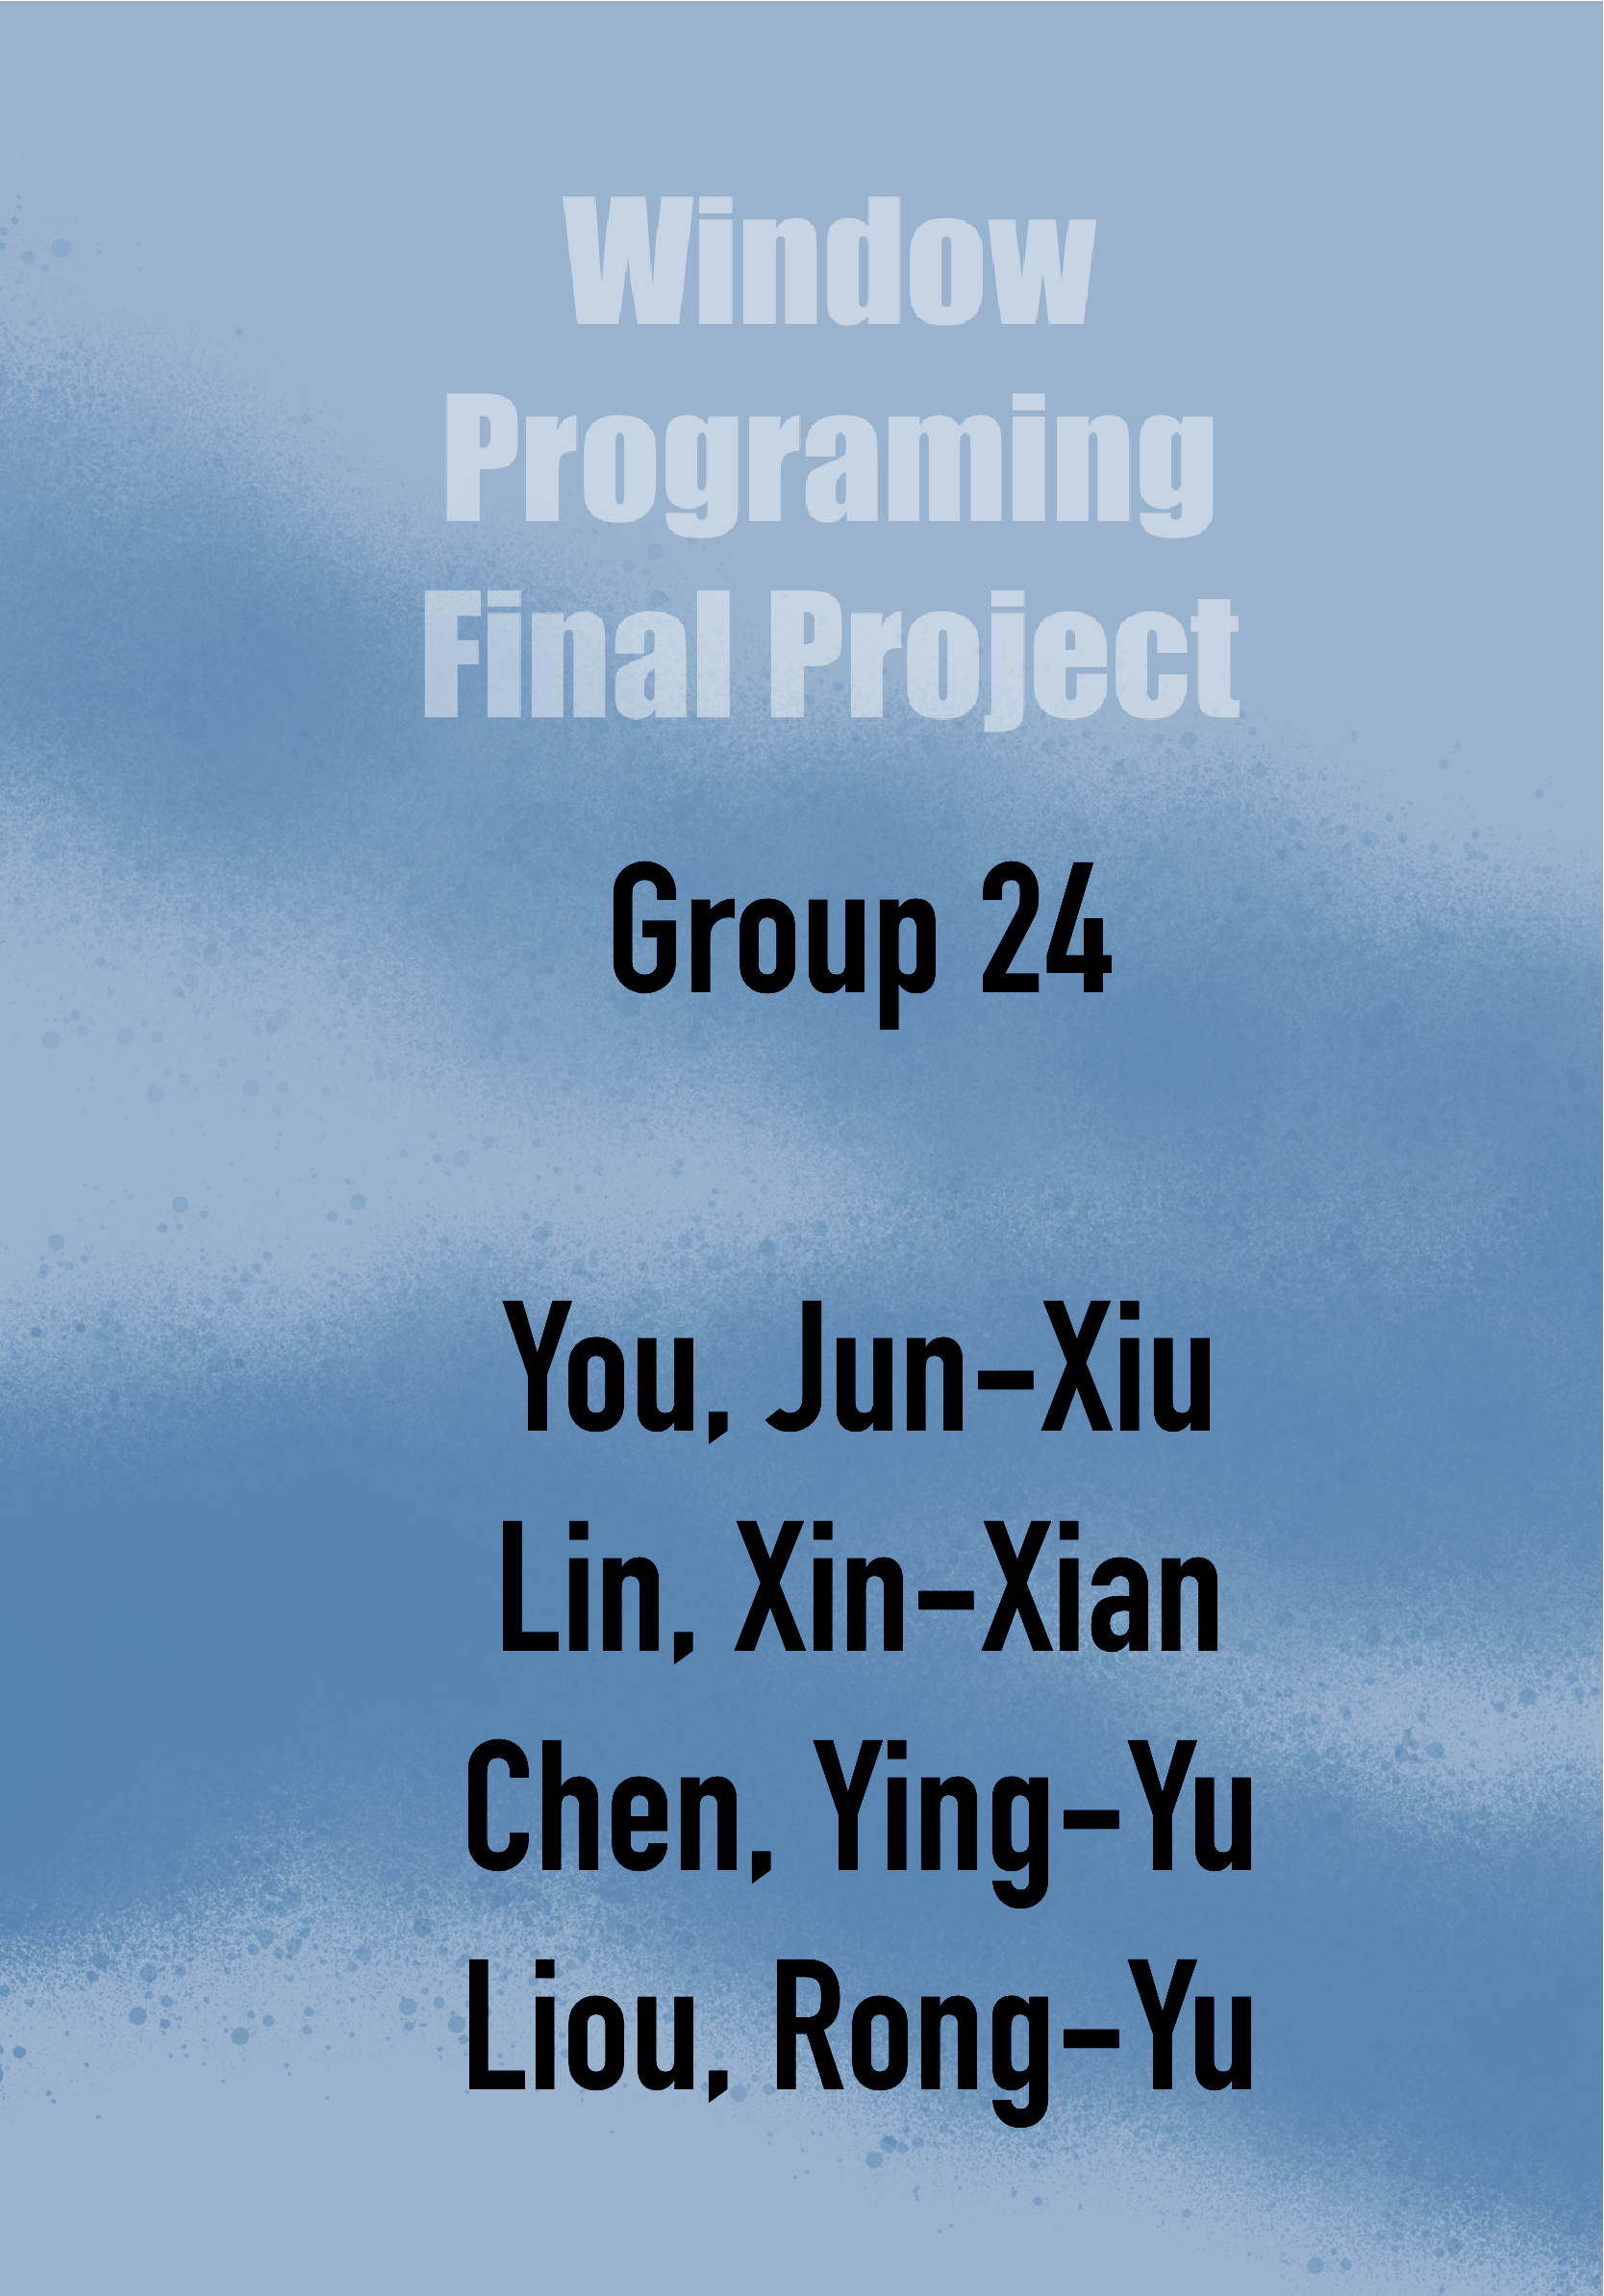 Window
Programing
Final Project
Group 24
You, Jun-Xiu
Lin, Xin-Xian
Chen, Ying-Yu
Liou, Rong-Yu